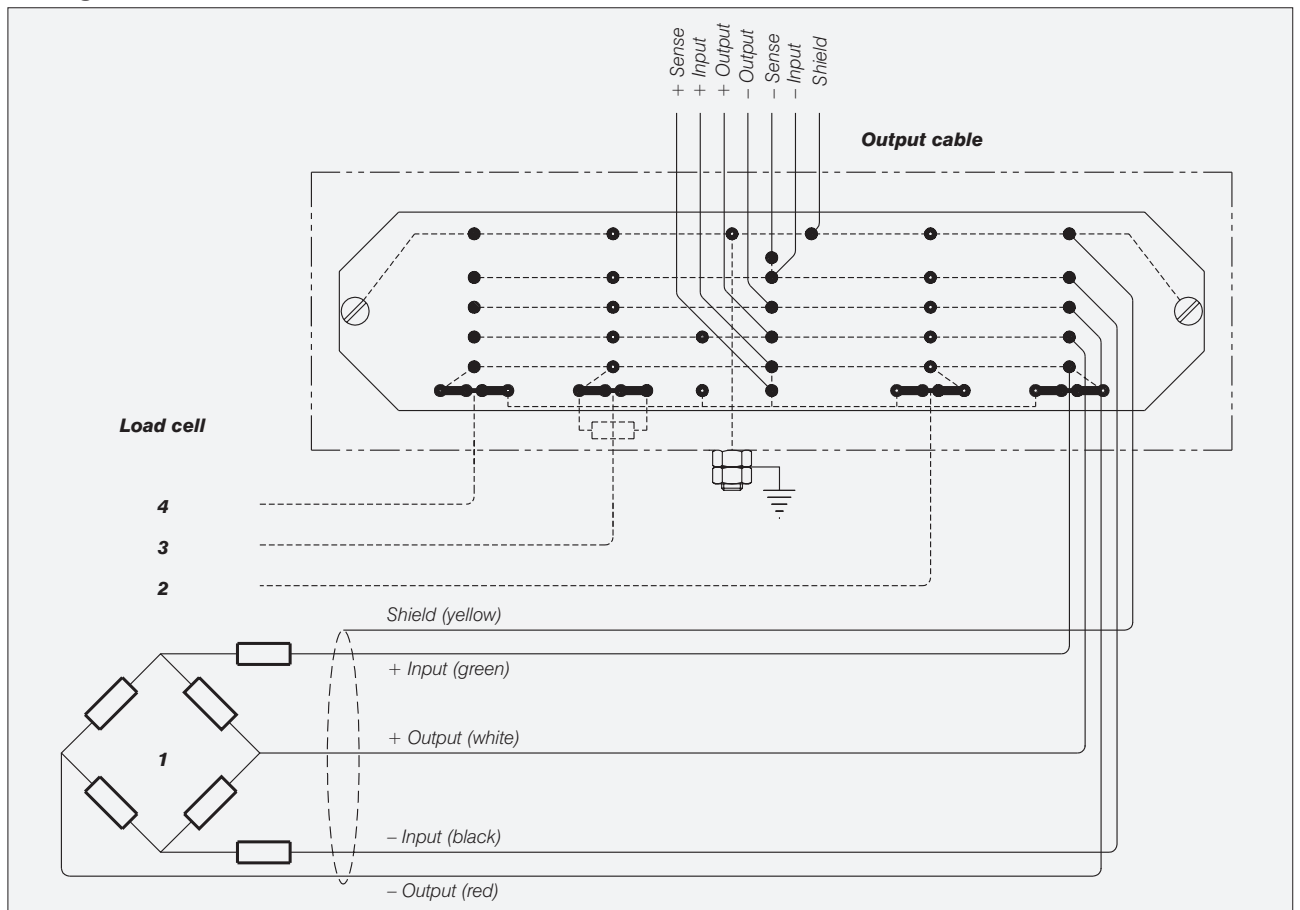 + Sense
+ Input
+ Output
– Output
– Sense
– Input
Shield
Output cable
Load cell
4
3
2
Shield (yellow)
+ Input (green)
+ Output (white)
1
– Input (black)
– Output (red)